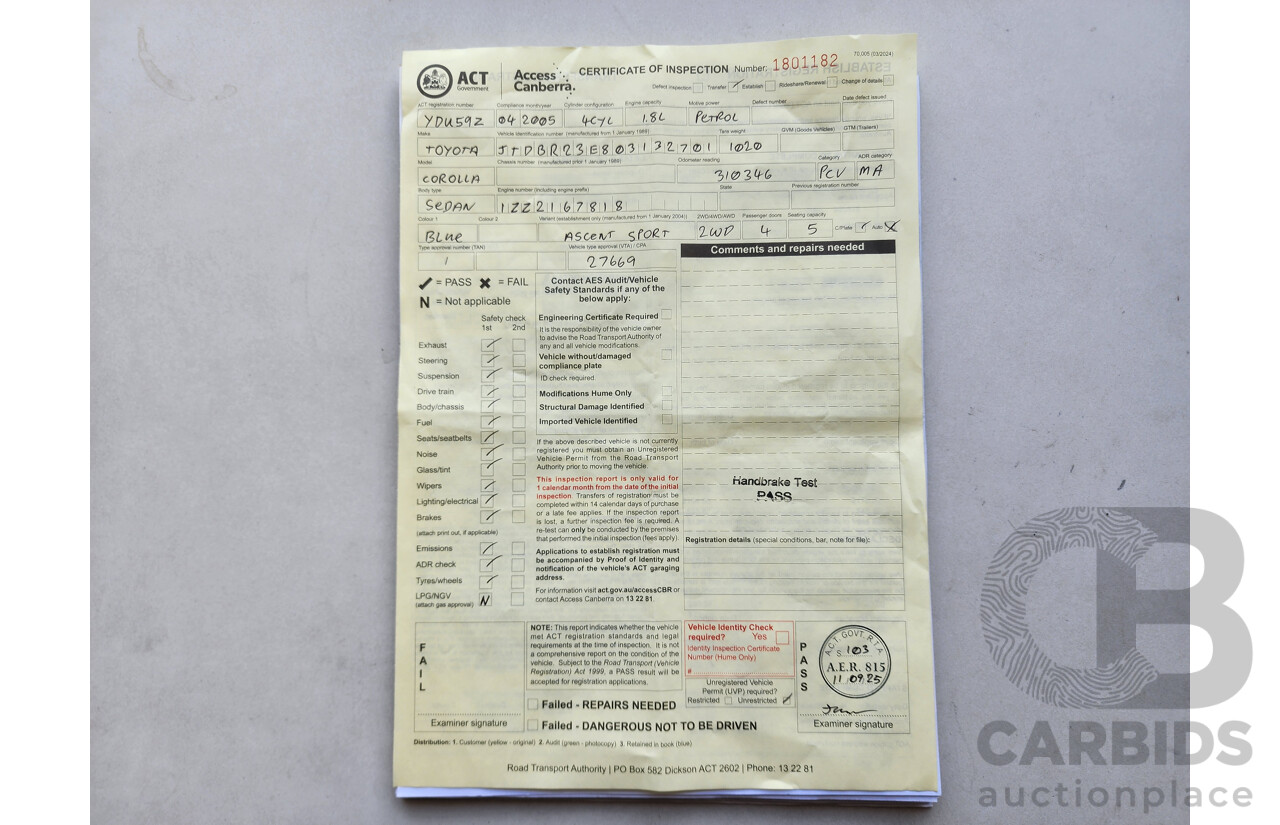 70.005 (03/2024)
ACT Government
Access Canberra.
CERTIFICATE OF INSPECTION Number: 1801182
Defect inspection Transfer Establish Rideshare/Renewal Change of details
ACT registration number Compliance month/year Cylinder configuration Engine capacity Motive power Defect number Date defect issued
YDU59Z 04 2005 4CYL 1.8L PETROL
Make Vehicle identification number (manufactured from 1 January 1989) Tare weight GVM (Goods Vehicles) GTM (Trailers)
TOYOTA JTDBR23E803132701 1020
Model Chassis number (manufactured prior 1 January 1989) Odometer reading Category ADR category
COROLLA 310346 PCV MA
Body type Engine number (including engine prefix) State Previous registration number
SEDAN 1ZZ2167818
Colour 1 Colour 2 Variant (establishment only (manufactured from 1 January 2004)) 2WD/4WD/AWD Passenger doors Seating capacity
BLUE ASCENT SPORT 2WD 4 5 C/Plate Auto
Type approval number (TAN) Vehicle type approval (VTA) / CPA
/ 27669
Comments and repairs needed
✓ = PASS ✗ = FAIL
N = Not applicable
Safety check
1st 2nd
Exhaust
Steering
Suspension
Drive train
Body/chassis
Fuel
Seats/seatbelts
Noise
Glass/tint
Wipers
Lighting/electrical
Brakes
(attach print out, if applicable)
Emissions
ADR check
Tyres/wheels
LPG/NGV N
(attach gas approval)
Contact AES Audit/Vehicle
Safety Standards if any of the
below apply:
Engineering Certificate Required
It is the responsibility of the vehicle owner
to advise the Road Transport Authority of
any and all vehicle modifications.
Vehicle without/damaged
compliance plate
ID check required.
Modifications Hume Only
Structural Damage Identified
Imported Vehicle Identified
If the above described vehicle is not currently
registered you must obtain an Unregistered
Vehicle Permit from the Road Transport
Authority prior to moving the vehicle.
This inspection report is only valid for
1 calendar month from the date of the initial
inspection. Transfers of registration must be
completed within 14 calendar days of purchase
or a late fee applies. If the inspection report
is lost, a further inspection fee is required. A
re-test can only be conducted by the premises
that performed the initial inspection (fees apply).
Applications to establish registration must
be accompanied by Proof of Identity and
notification of the vehicle's ACT garaging
address.
For information visit act.gov.au/accessCBR or
contact Access Canberra on 13 22 81.
Handbrake Test
PASS
Registration details (special conditions, bar, note for file):
FAIL
Examiner signature
NOTE: This report indicates whether the vehicle
met ACT registration standards and legal
requirements at the time of inspection. It is not
a comprehensive report on the condition of the
vehicle. Subject to the Road Transport (Vehicle
Registration) Act 1999, a PASS result will be
accepted for registration applications.
Failed - REPAIRS NEEDED
Failed - DANGEROUS NOT TO BE DRIVEN
Vehicle Identity Check
required? Yes
Identity Inspection Certificate
Number (Hume Only)
#
Unregistered Vehicle
Permit (UVP) required?
Restricted Unrestricted
PASS
A.C.T. GOVT. R.T.A.
S 103
A.E.R. 815
11.09.25
Examiner signature
Distribution: 1. Customer (yellow - original) 2. Audit (green - photocopy) 3. Retained in book (blue)
Road Transport Authority | PO Box 582 Dickson ACT 2602 | Phone: 13 22 81
CARBIDS
auctionplace